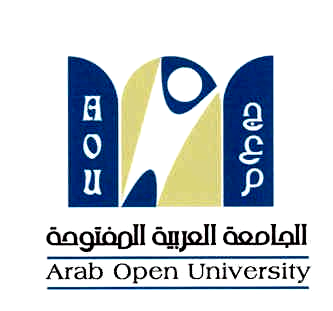 AOU
ج ع م
الجامعة العربية المفتوحة
Arab Open University